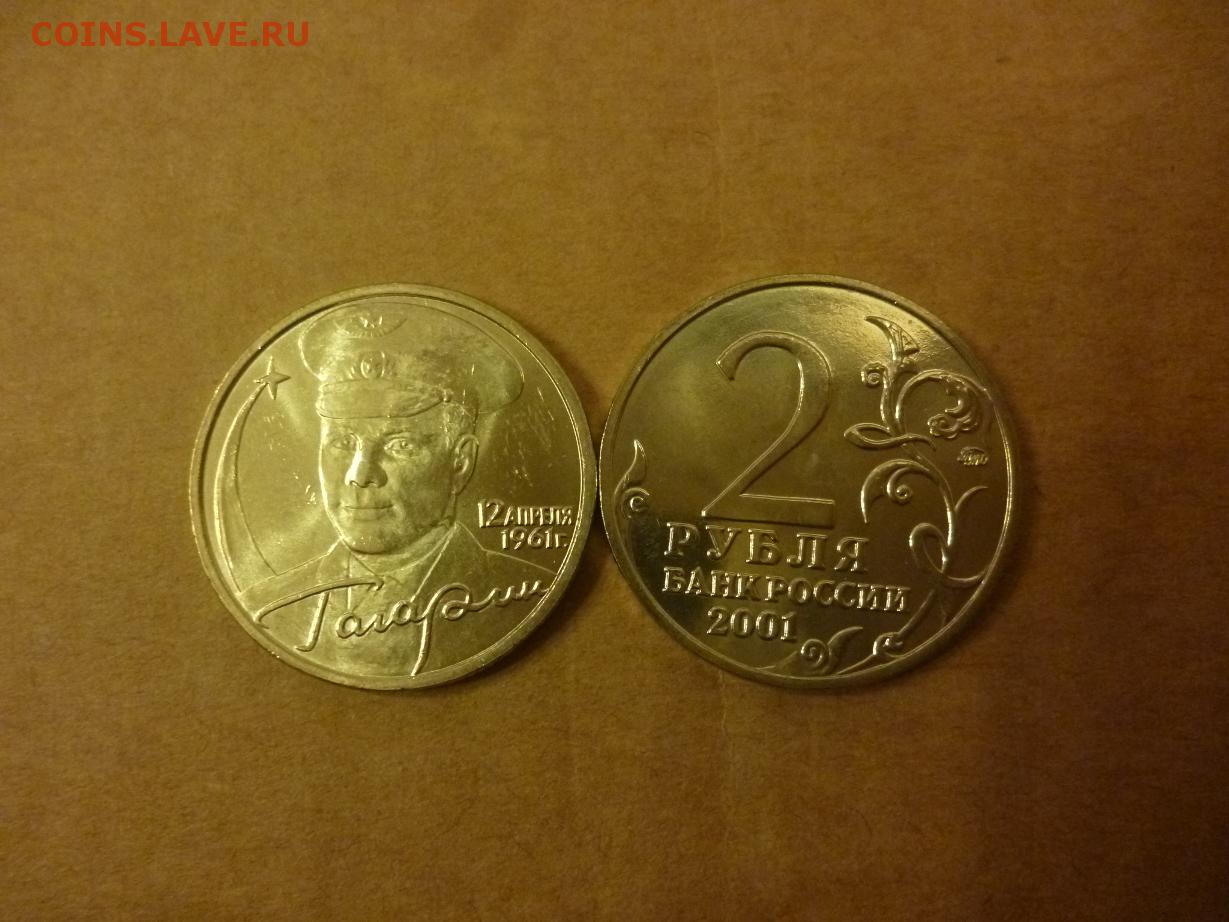 COINS.LAVE.RU
12 АПРЕЛЯ
1961 г.
Гагарин
2
РУБЛЯ
БАНК РОССИИ
2001